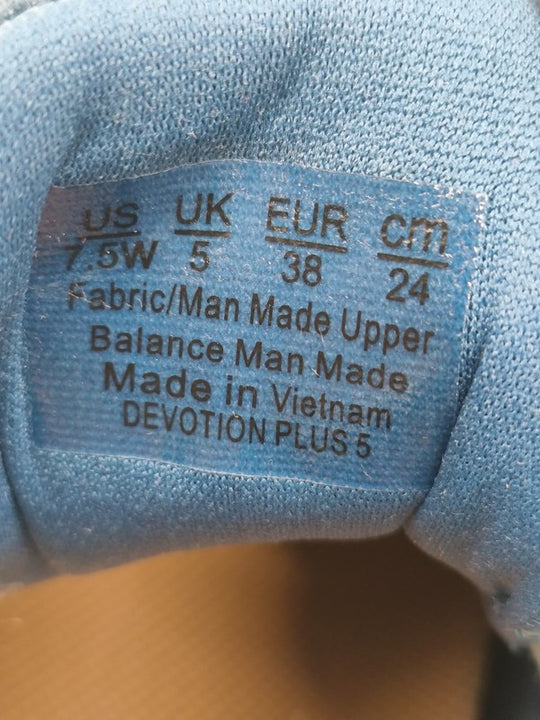 US UK EUR cm
7.5W 5 38 24
Fabric/Man Made Upper
Balance Man Made
Made in Vietnam
DEVOTION PLUS 5